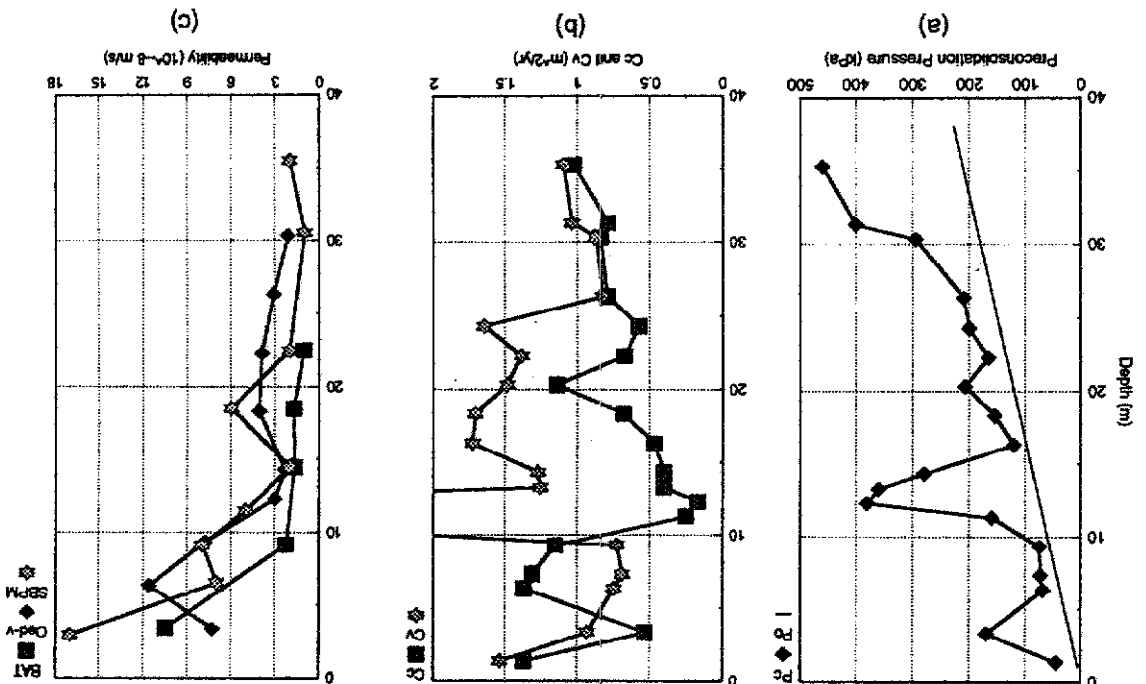 (a)
Preconsolidation Pressure (kPa)
0 100 200 300 400 500
Depth (m)
0
10
20
30
40
Pc
(b)
Cc and Cv (m^2/yr)
0 0.5 1 1.5 2
0
10
20
30
40
Cc
Cv
(c)
Permeability (10^-8 m/s)
0 3 6 9 12 15 18
0
10
20
30
40
BAT
Oed-v
SBPM